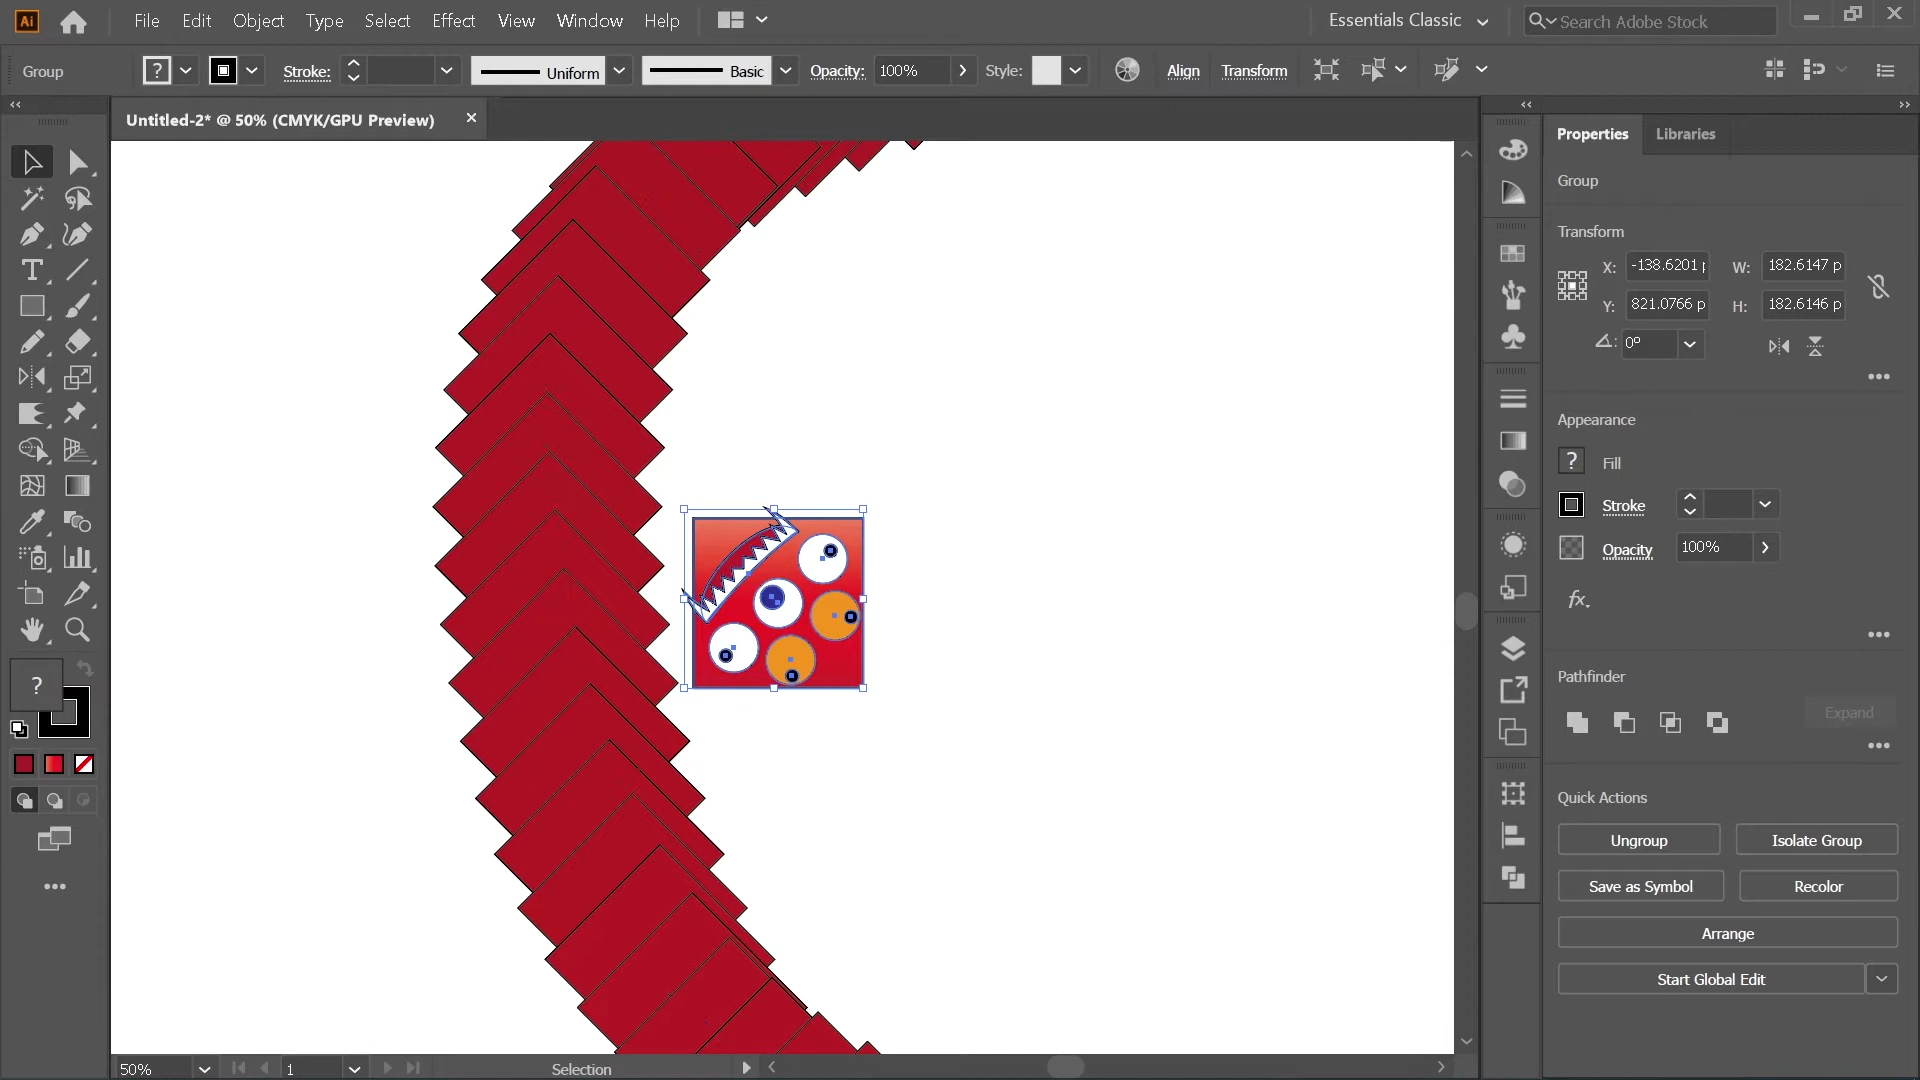 Ai File Edit Object Type Select Effect View Window Help Essentials Classic Search Adobe Stock
Group ? Stroke: Uniform Basic Opacity: 100% Style: Align Transform
Untitled-2* @ 50% (CMYK/GPU Preview)
Properties Libraries
Group
Transform
X: -138.6201 p W: 182.6147 p
Y: 821.0766 p H: 182.6146 p
0°
Appearance
? Fill
Stroke
Opacity 100%
fx.
Pathfinder
Expand
Quick Actions
Ungroup Isolate Group
Save as Symbol Recolor
Arrange
Start Global Edit
?
50% 1 Selection